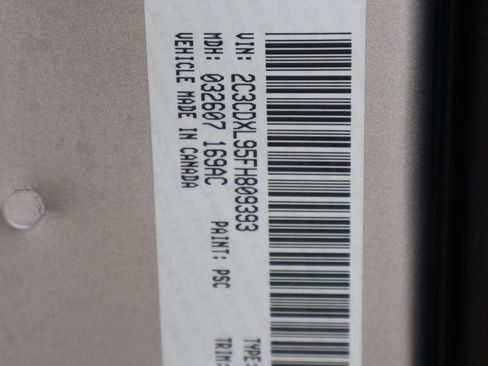 VIN: 2C3CDXL95FH809393 TYPE:
MDH: 032607 169AC PAINT: PSC TRIM:
VEHICLE MADE IN CANADA